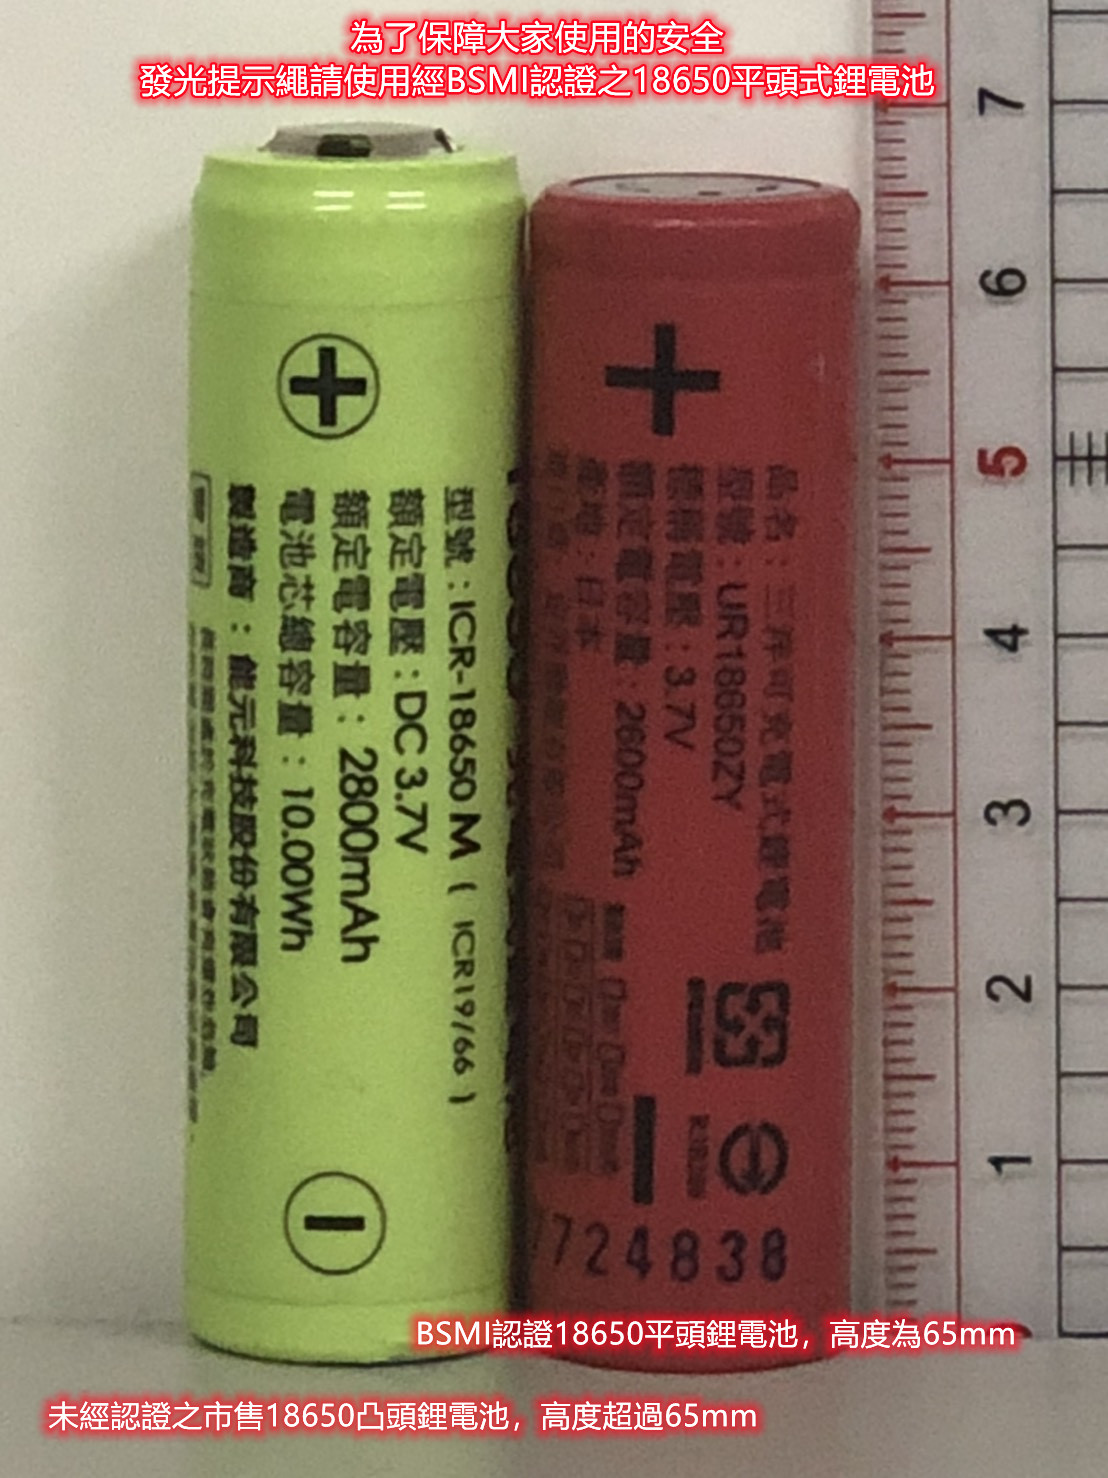 為了保障大家使用的安全
發光提示繩請使用經BSMI認證之18650平頭式鋰電池
型號：ICR-18650 M ( ICR19/66 )
額定電壓：DC 3.7V
額定電容量：2800mAh
電池芯總容量：10.00Wh
製造商：能元科技股份有限公司
品名：三洋可充電式鋰電池
型號：UR18650ZY
標稱電壓：3.7V
額定電容量：2600mAh
產地：日本
724838
7
6
5
4
3
2
1
BSMI認證18650平頭鋰電池，高度為65mm
未經認證之市售18650凸頭鋰電池，高度超過65mm